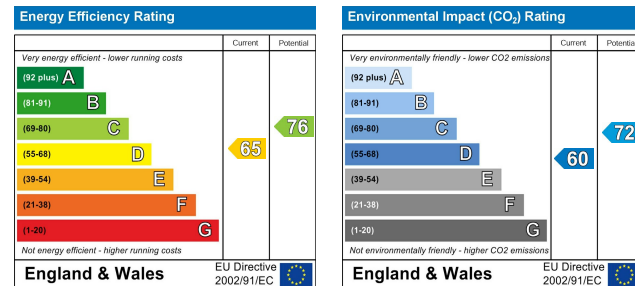 Energy Efficiency Rating
Current Potential
Very energy efficient - lower running costs
(92 plus) A
(81-91) B
(69-80) C
(55-68) D
(39-54) E
(21-38) F
(1-20) G
65
76
Not energy efficient - higher running costs
England & Wales
EU Directive
2002/91/EC
Environmental Impact (CO₂) Rating
Current Potential
Very environmentally friendly - lower CO2 emissions
(92 plus) A
(81-91) B
(69-80) C
(55-68) D
(39-54) E
(21-38) F
(1-20) G
60
72
Not environmentally friendly - higher CO2 emissions
England & Wales
EU Directive
2002/91/EC